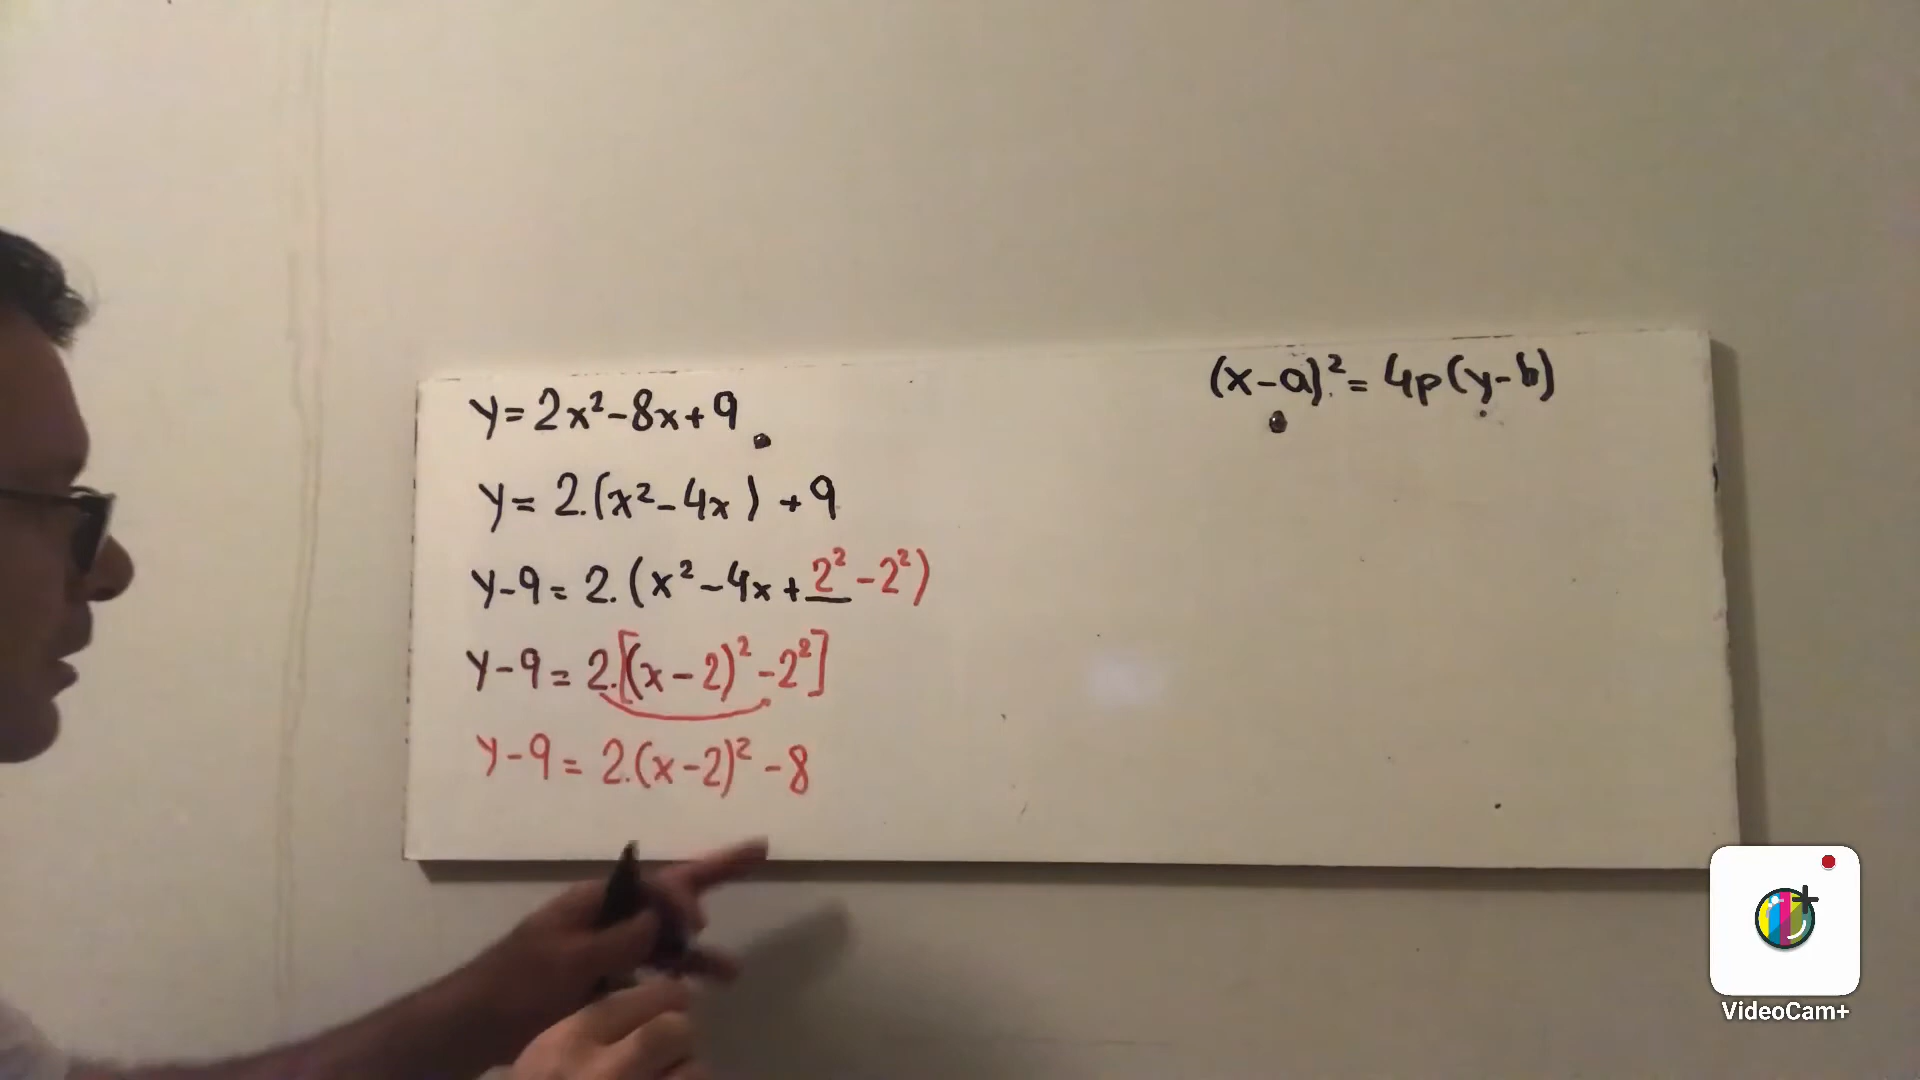 y=2x²-8x+9
y=2.(x²-4x)+9
y-9=2.(x²-4x+2²-2²)
y-9=2.[(x-2)²-2²]
y-9=2.(x-2)²-8
(x-a)²=4p(y-b)
VideoCam+